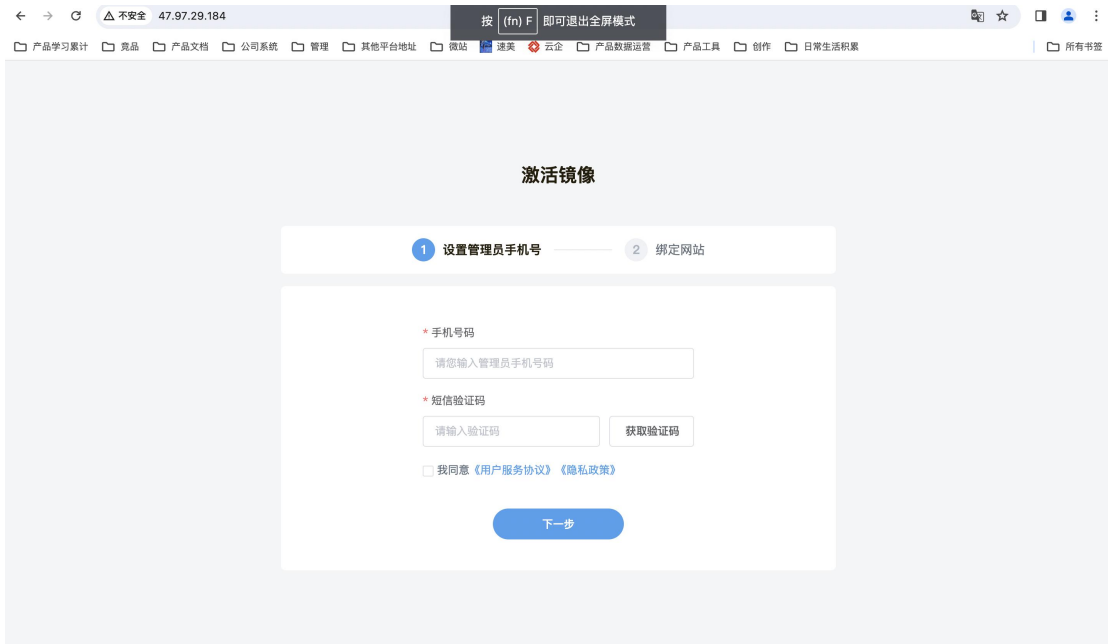 不安全 47.97.29.184
按 (fn) F 即可退出全屏模式
产品学习累计 竞品 产品文档 公司系统 管理 其他平台地址 微站 速美 云企 产品数据运营 产品工具 创作 日常生活积累 所有书签
激活镜像
1 设置管理员手机号 2 绑定网站
* 手机号码
请您输入管理员手机号码
* 短信验证码
请输入验证码 获取验证码
我同意《用户服务协议》《隐私政策》
下一步